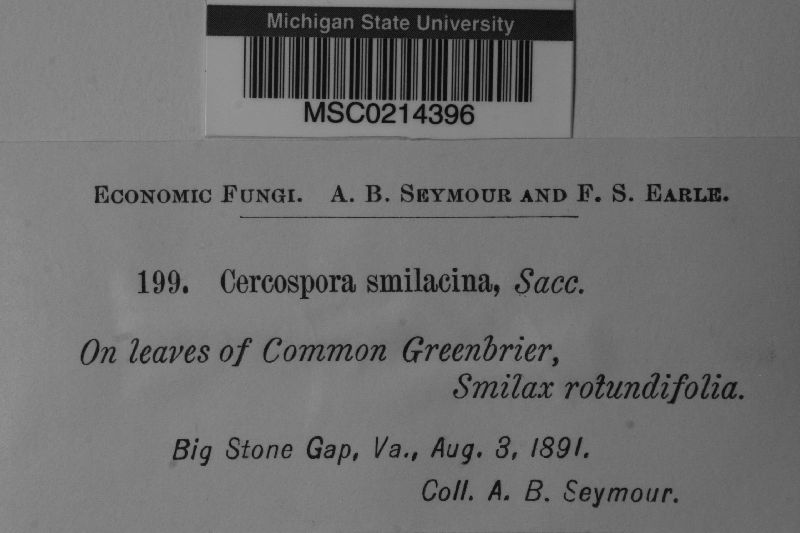 Michigan State University
MSC0214396
ECONOMIC FUNGI. A. B. SEYMOUR AND F. S. EARLE.
199. Cercospora smilacina, Sacc.
On leaves of Common Greenbrier,
Smilax rotundifolia.
Big Stone Gap, Va., Aug. 3, 1891.
Coll. A. B. Seymour.